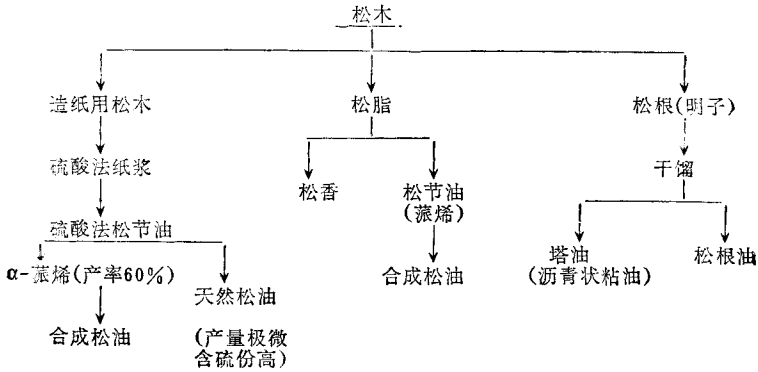 松木
造纸用松木
松脂
松根(明子)
硫酸法纸浆
松香
松节油
(蒎烯)
干馏
硫酸法松节油
α-蒎烯(产率60%)
天然松油
合成松油
塔油
(沥青状粘油)
松根油
合成松油
(产量极微
含硫份高)